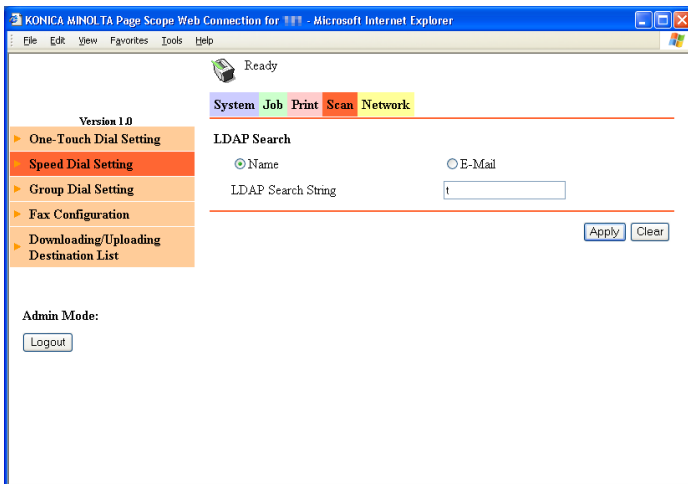 KONICA MINOLTA Page Scope Web Connection for - Microsoft Internet Explorer
File Edit View Favorites Tools Help
Ready
System Job Print Scan Network
Version 1.0
One-Touch Dial Setting
Speed Dial Setting
Group Dial Setting
Fax Configuration
Downloading/Uploading
Destination List
Admin Mode:
Logout
LDAP Search
Name E-Mail
LDAP Search String t
Apply Clear